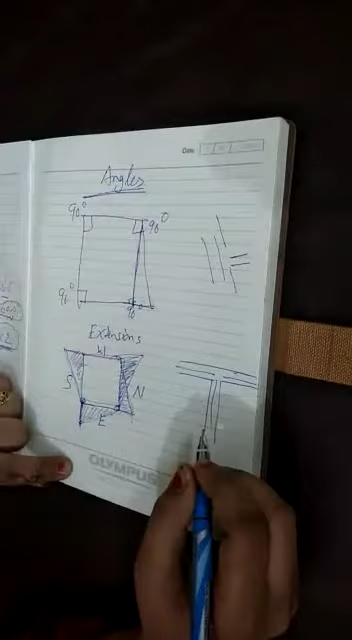 Date
Angles
90°
90°
90°
90°
Extensions
W
S
N
E
OLYMPUS